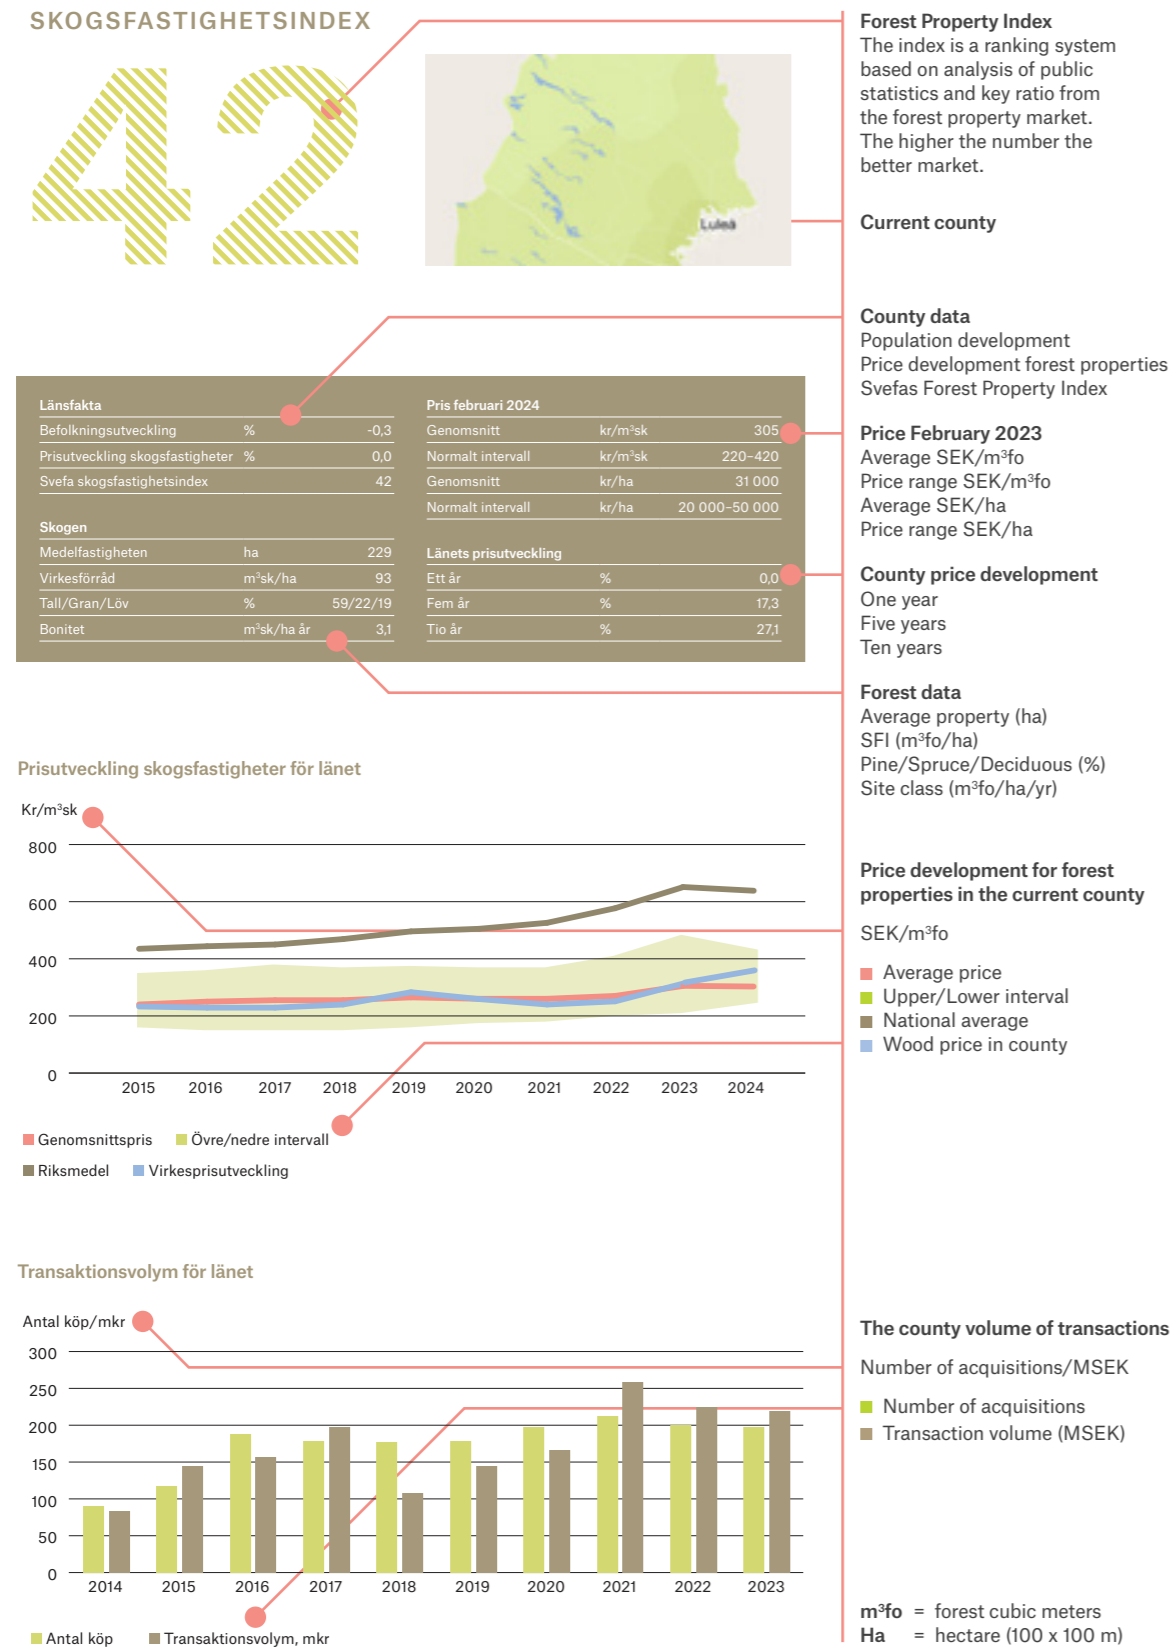 SKOGSFASTIGHETSINDEX
42
Luleå
Länsfakta
Befolkningsutveckling % -0,3
Prisutveckling skogsfastigheter % 0,0
Svefa skogsfastighetsindex 42
Skogen
Medelfastigheten ha 229
Virkesförråd m³sk/ha 93
Tall/Gran/Löv % 59/22/19
Bonitet m³sk/ha år 3,1
Pris februari 2024
Genomsnitt kr/m³sk 305
Normalt intervall kr/m³sk 220–420
Genomsnitt kr/ha 31 000
Normalt intervall kr/ha 20 000–50 000
Länets prisutveckling
Ett år % 0,0
Fem år % 17,3
Tio år % 27,1
Prisutveckling skogsfastigheter för länet
Kr/m³sk
800
600
400
200
0
2015 2016 2017 2018 2019 2020 2021 2022 2023 2024
Genomsnittspris Övre/nedre intervall
Riksmedel Virkesprisutveckling
Transaktionsvolym för länet
Antal köp/mkr
300
250
200
150
100
50
0
2014 2015 2016 2017 2018 2019 2020 2021 2022 2023
Antal köp Transaktionsvolym, mkr
Forest Property Index
The index is a ranking system
based on analysis of public
statistics and key ratio from
the forest property market.
The higher the number the
better market.
Current county
County data
Population development
Price development forest properties
Svefas Forest Property Index
Price February 2023
Average SEK/m³fo
Price range SEK/m³fo
Average SEK/ha
Price range SEK/ha
County price development
One year
Five years
Ten years
Forest data
Average property (ha)
SFI (m³fo/ha)
Pine/Spruce/Deciduous (%)
Site class (m³fo/ha/yr)
Price development for forest
properties in the current county
SEK/m³fo
Average price
Upper/Lower interval
National average
Wood price in county
The county volume of transactions
Number of acquisitions/MSEK
Number of acquisitions
Transaction volume (MSEK)
m³fo = forest cubic meters
Ha = hectare (100 x 100 m)